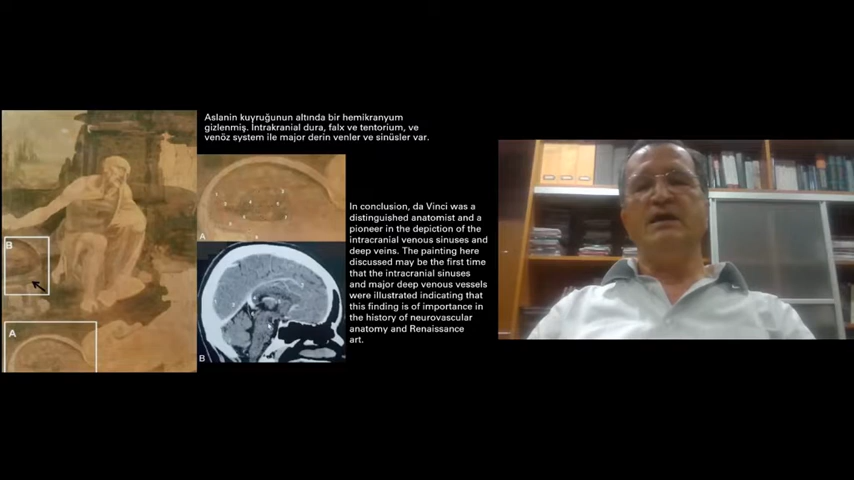 Aslanin kuyruğunun altında bir hemikranyum
gizlenmiş. İntrakranial dura, falx ve tentorium, ve
venöz system ile major derin venler ve sinüsler var.
In conclusion, da Vinci was a
distinguished anatomist and a
pioneer in the depiction of the
intracranial venous sinuses and
deep veins. The painting here
discussed may be the first time
that the intracranial sinuses
and major deep venous vessels
were illustrated indicating that
this finding is of importance in
the history of neurovascular
anatomy and Renaissance
art.
B
A
A
B